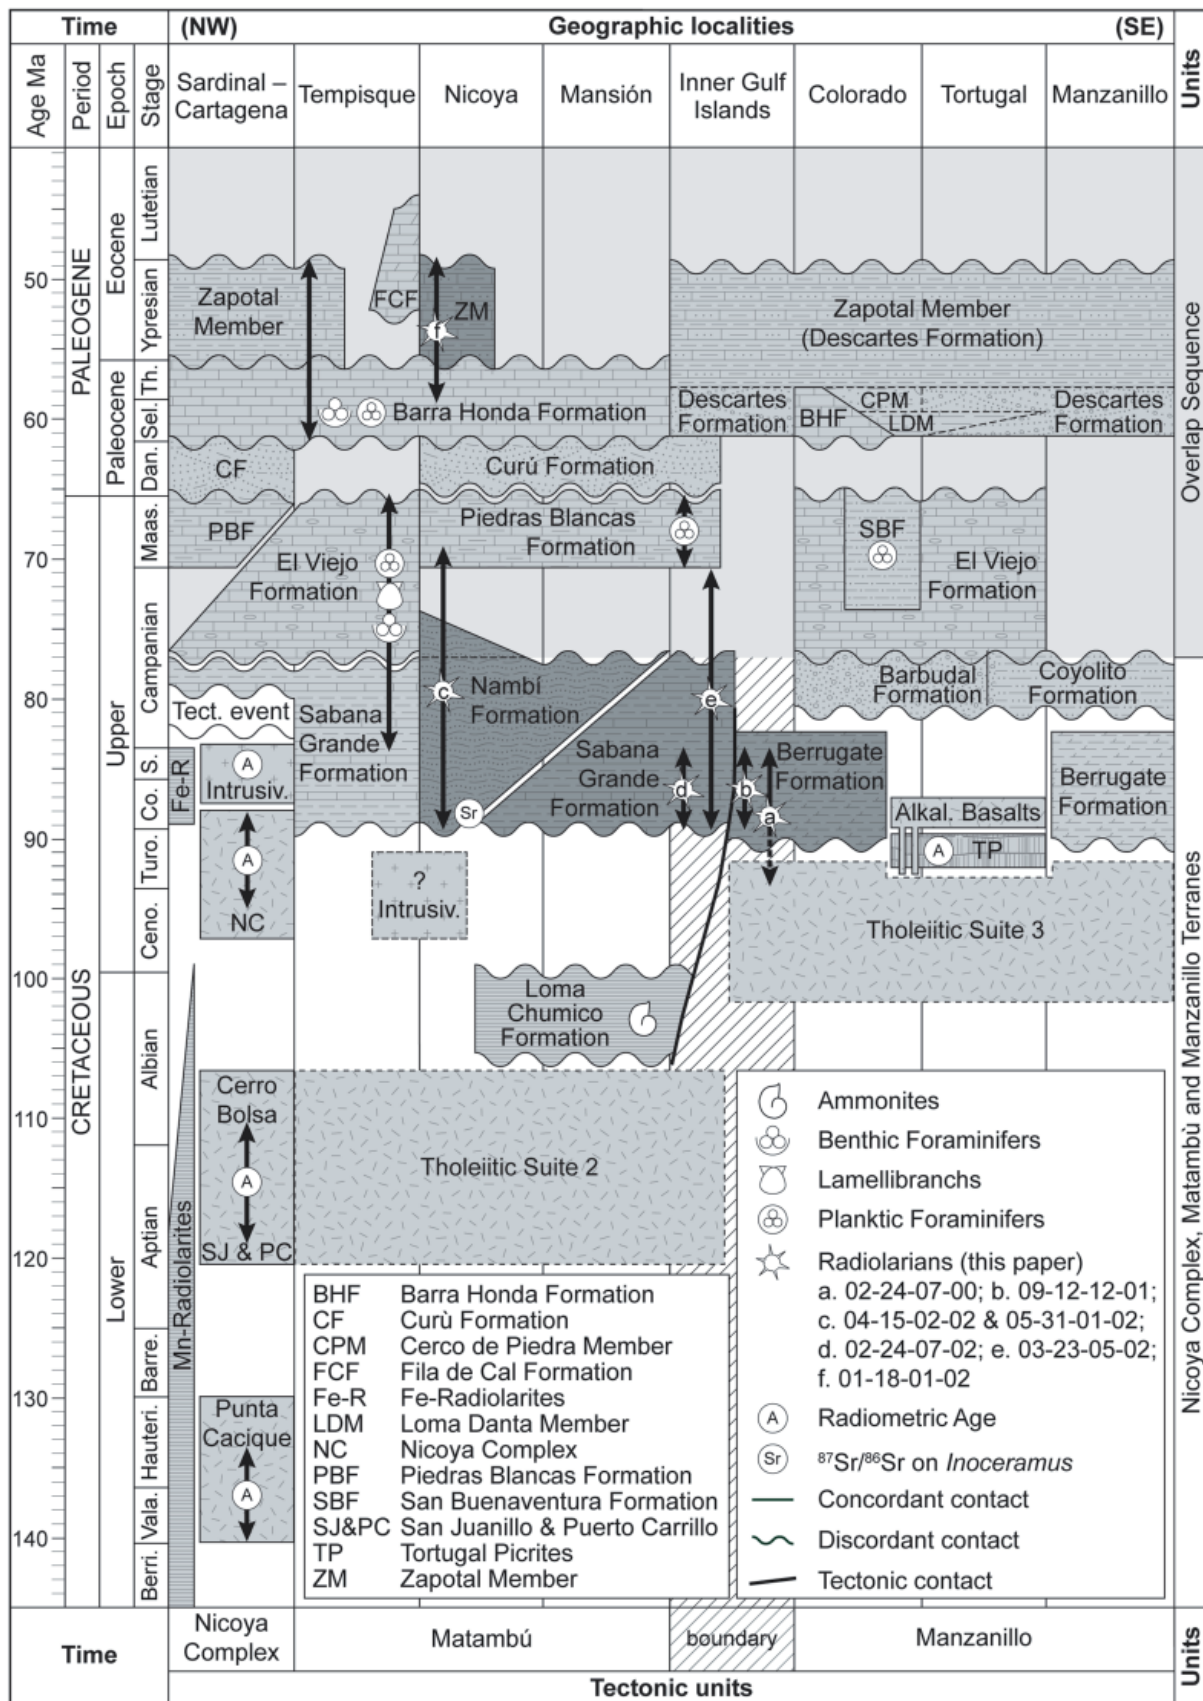 Time
(NW)
Geographic localities
(SE)
Units
Age Ma
Period
Epoch
Stage
Sardinal –
Cartagena
Tempisque
Nicoya
Mansión
Inner Gulf
Islands
Colorado
Tortugal
Manzanillo
50
60
70
80
90
100
110
120
130
140
PALEOGENE
CRETACEOUS
Eocene
Paleocene
Upper
Lower
Lutetian
Ypresian
Th.
Sel.
Dan.
Maas.
Campanian
S.
Co.
Turo.
Ceno.
Albian
Aptian
Barre.
Hauteri.
Vala.
Berri.
Overlap Sequence
Nicoya Complex, Matambù and Manzanillo Terranes
Zapotal
Member
FCF
ZM
f
Zapotal Member
(Descartes Formation)
Barra Honda Formation
Descartes
Formation
BHF
CPM
LDM
Descartes
Formation
CF
Curú Formation
PBF
El Viejo
Formation
Piedras Blancas
Formation
SBF
El Viejo
Formation
Tect. event
Sabana
Grande
Formation
c
Nambí
Formation
e
Barbudal
Formation
Coyolito
Formation
Fe-R
A
Intrusiv.
Sr
Sabana
Grande
Formation
d
b
a
Berrugate
Formation
Alkal. Basalts
Berrugate
Formation
A
NC
?
Intrusiv.
A
TP
Tholeiitic Suite 3
Loma
Chumico
Formation
Mn-Radiolarites
Cerro
Bolsa
A
SJ & PC
Tholeiitic Suite 2
Punta
Cacique
A
BHF Barra Honda Formation
CF Curù Formation
CPM Cerco de Piedra Member
FCF Fila de Cal Formation
Fe-R Fe-Radiolarites
LDM Loma Danta Member
NC Nicoya Complex
PBF Piedras Blancas Formation
SBF San Buenaventura Formation
SJ&PC San Juanillo & Puerto Carrillo
TP Tortugal Picrites
ZM Zapotal Member
Ammonites
Benthic Foraminifers
Lamellibranchs
Planktic Foraminifers
Radiolarians (this paper)
a. 02-24-07-00; b. 09-12-12-01;
c. 04-15-02-02 & 05-31-01-02;
d. 02-24-07-02; e. 03-23-05-02;
f. 01-18-01-02
A Radiometric Age
Sr ⁸⁷Sr/⁸⁶Sr on Inoceramus
Concordant contact
Discordant contact
Tectonic contact
Time
Nicoya
Complex
Matambú
boundary
Manzanillo
Tectonic units
Units